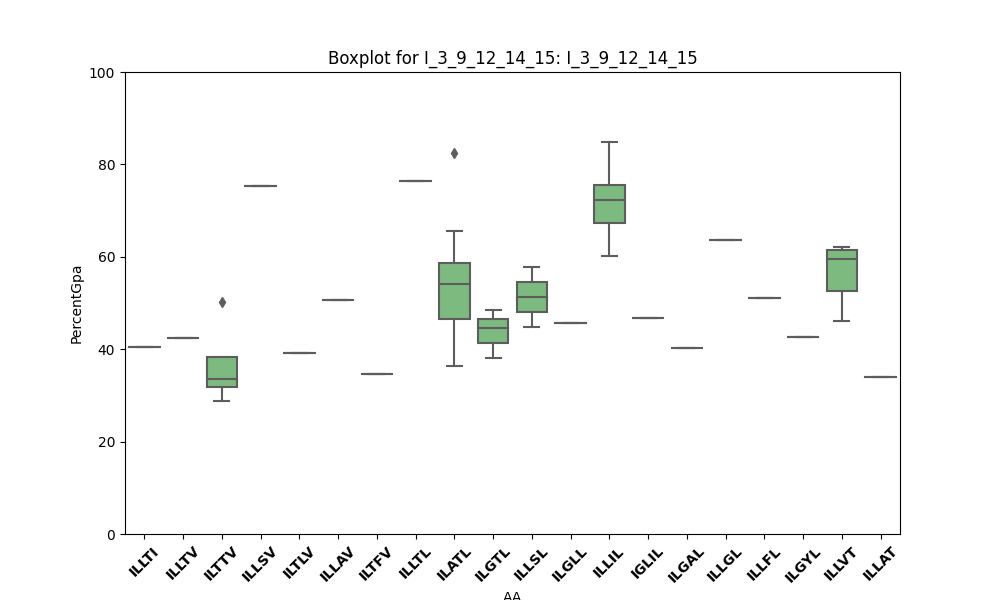 Boxplot for I_3_9_12_14_15: I_3_9_12_14_15
100
80
60
40
20
0
PercentGpa
ILLTI
ILLTV
ILTTV
ILLSV
ILTLV
ILLAV
ILTFV
ILLTL
ILATL
ILGTL
ILLSL
ILGLL
ILLIL
IGLIL
ILGAL
ILLGL
ILLFL
ILGYL
ILLVT
ILLAT
AA